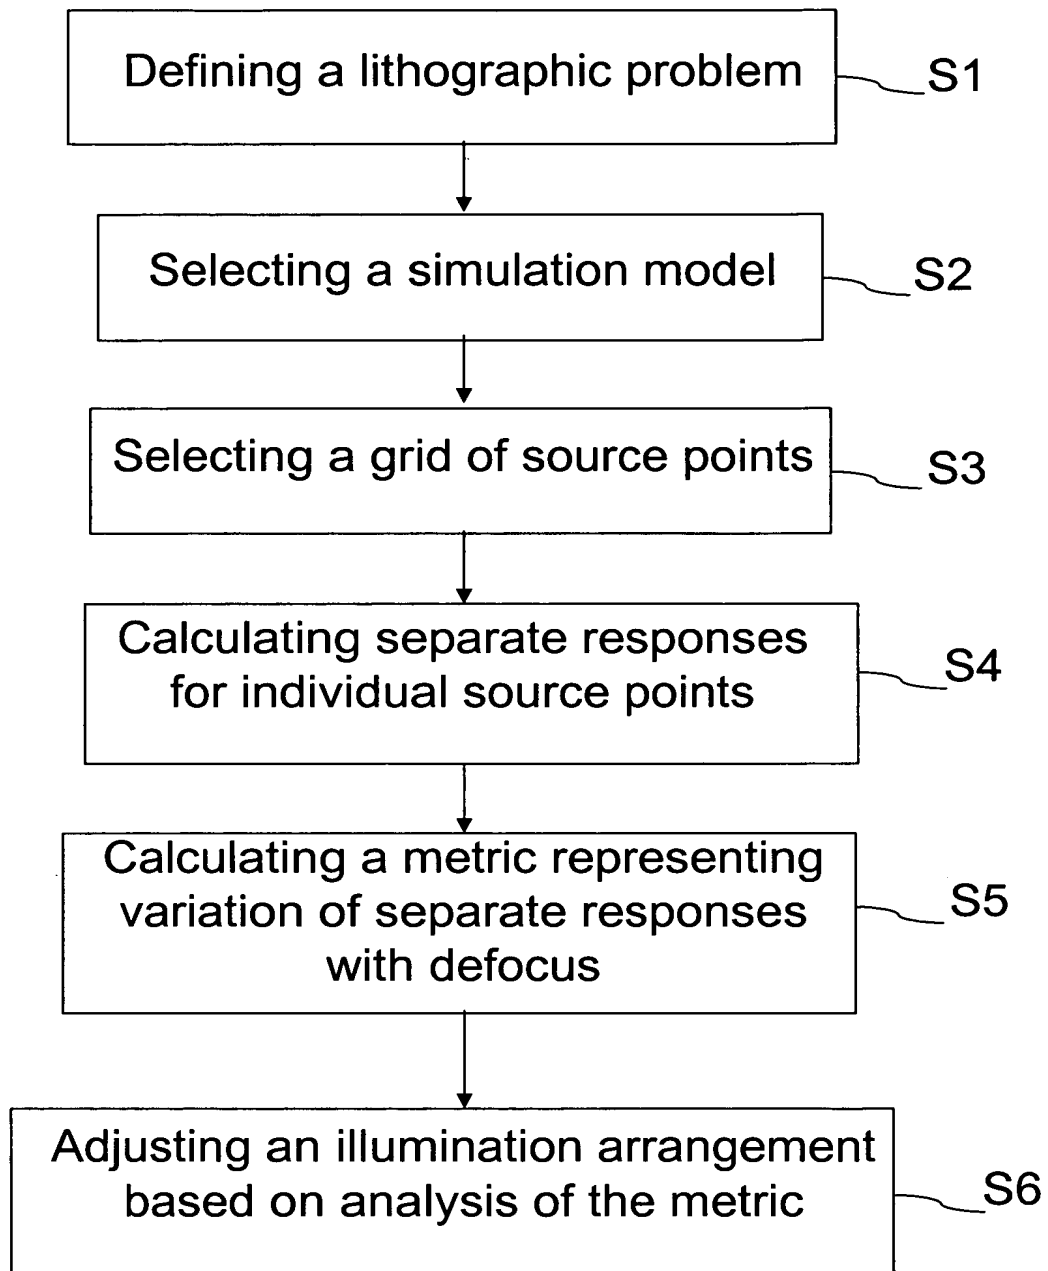 Defining a lithographic problem
S1
Selecting a simulation model
S2
Selecting a grid of source points
S3
Calculating separate responses
for individual source points
S4
Calculating a metric representing
variation of separate responses
with defocus
S5
Adjusting an illumination arrangement
based on analysis of the metric
S6